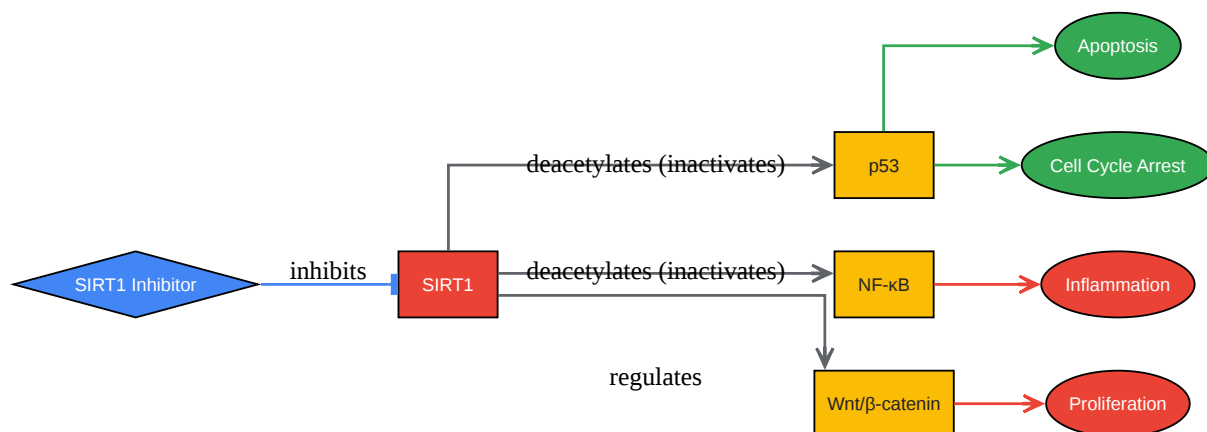 Apoptosis
deacetylates (inactivates)
p53
Cell Cycle Arrest
SIRT1 Inhibitor
inhibits
SIRT1
deacetylates (inactivates)
NF-κB
Inflammation
regulates
Wnt/β-catenin
Proliferation